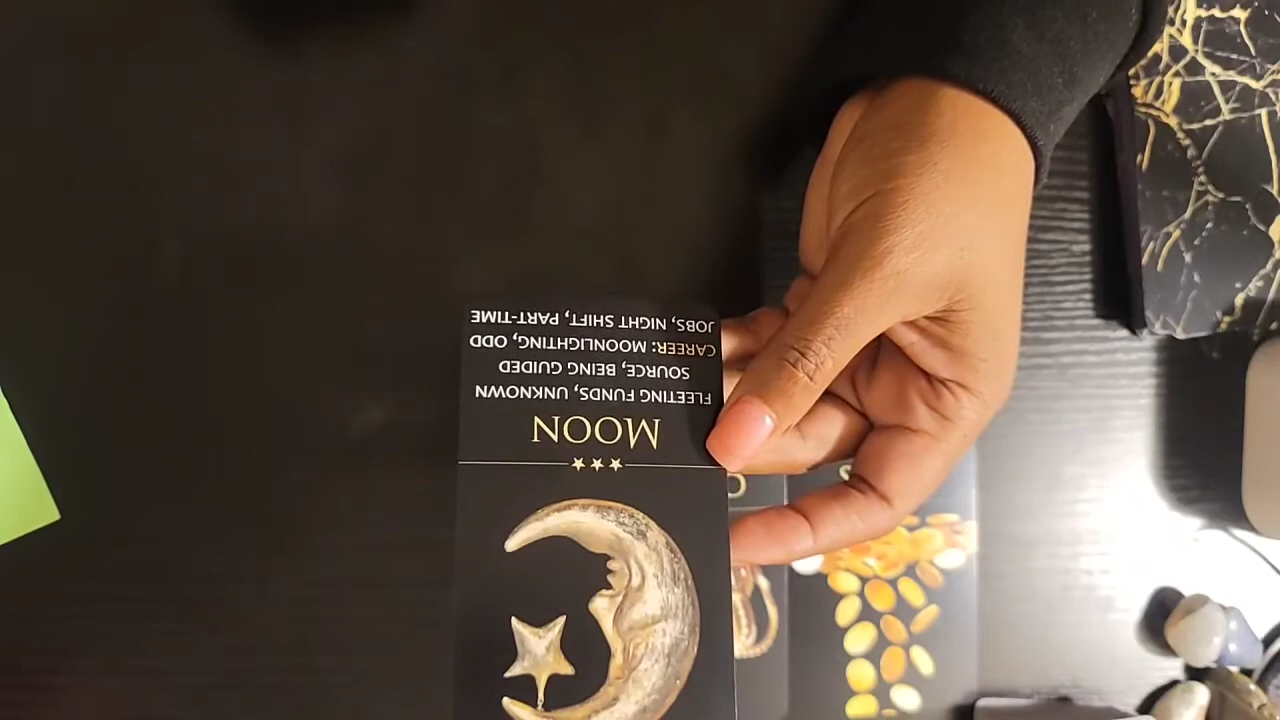 MOON
FLEETING FUNDS, UNKNOWN
SOURCE, BEING GUIDED
CAREER: MOONLIGHTING, ODD
JOBS, NIGHT SHIFT, PART-TIME